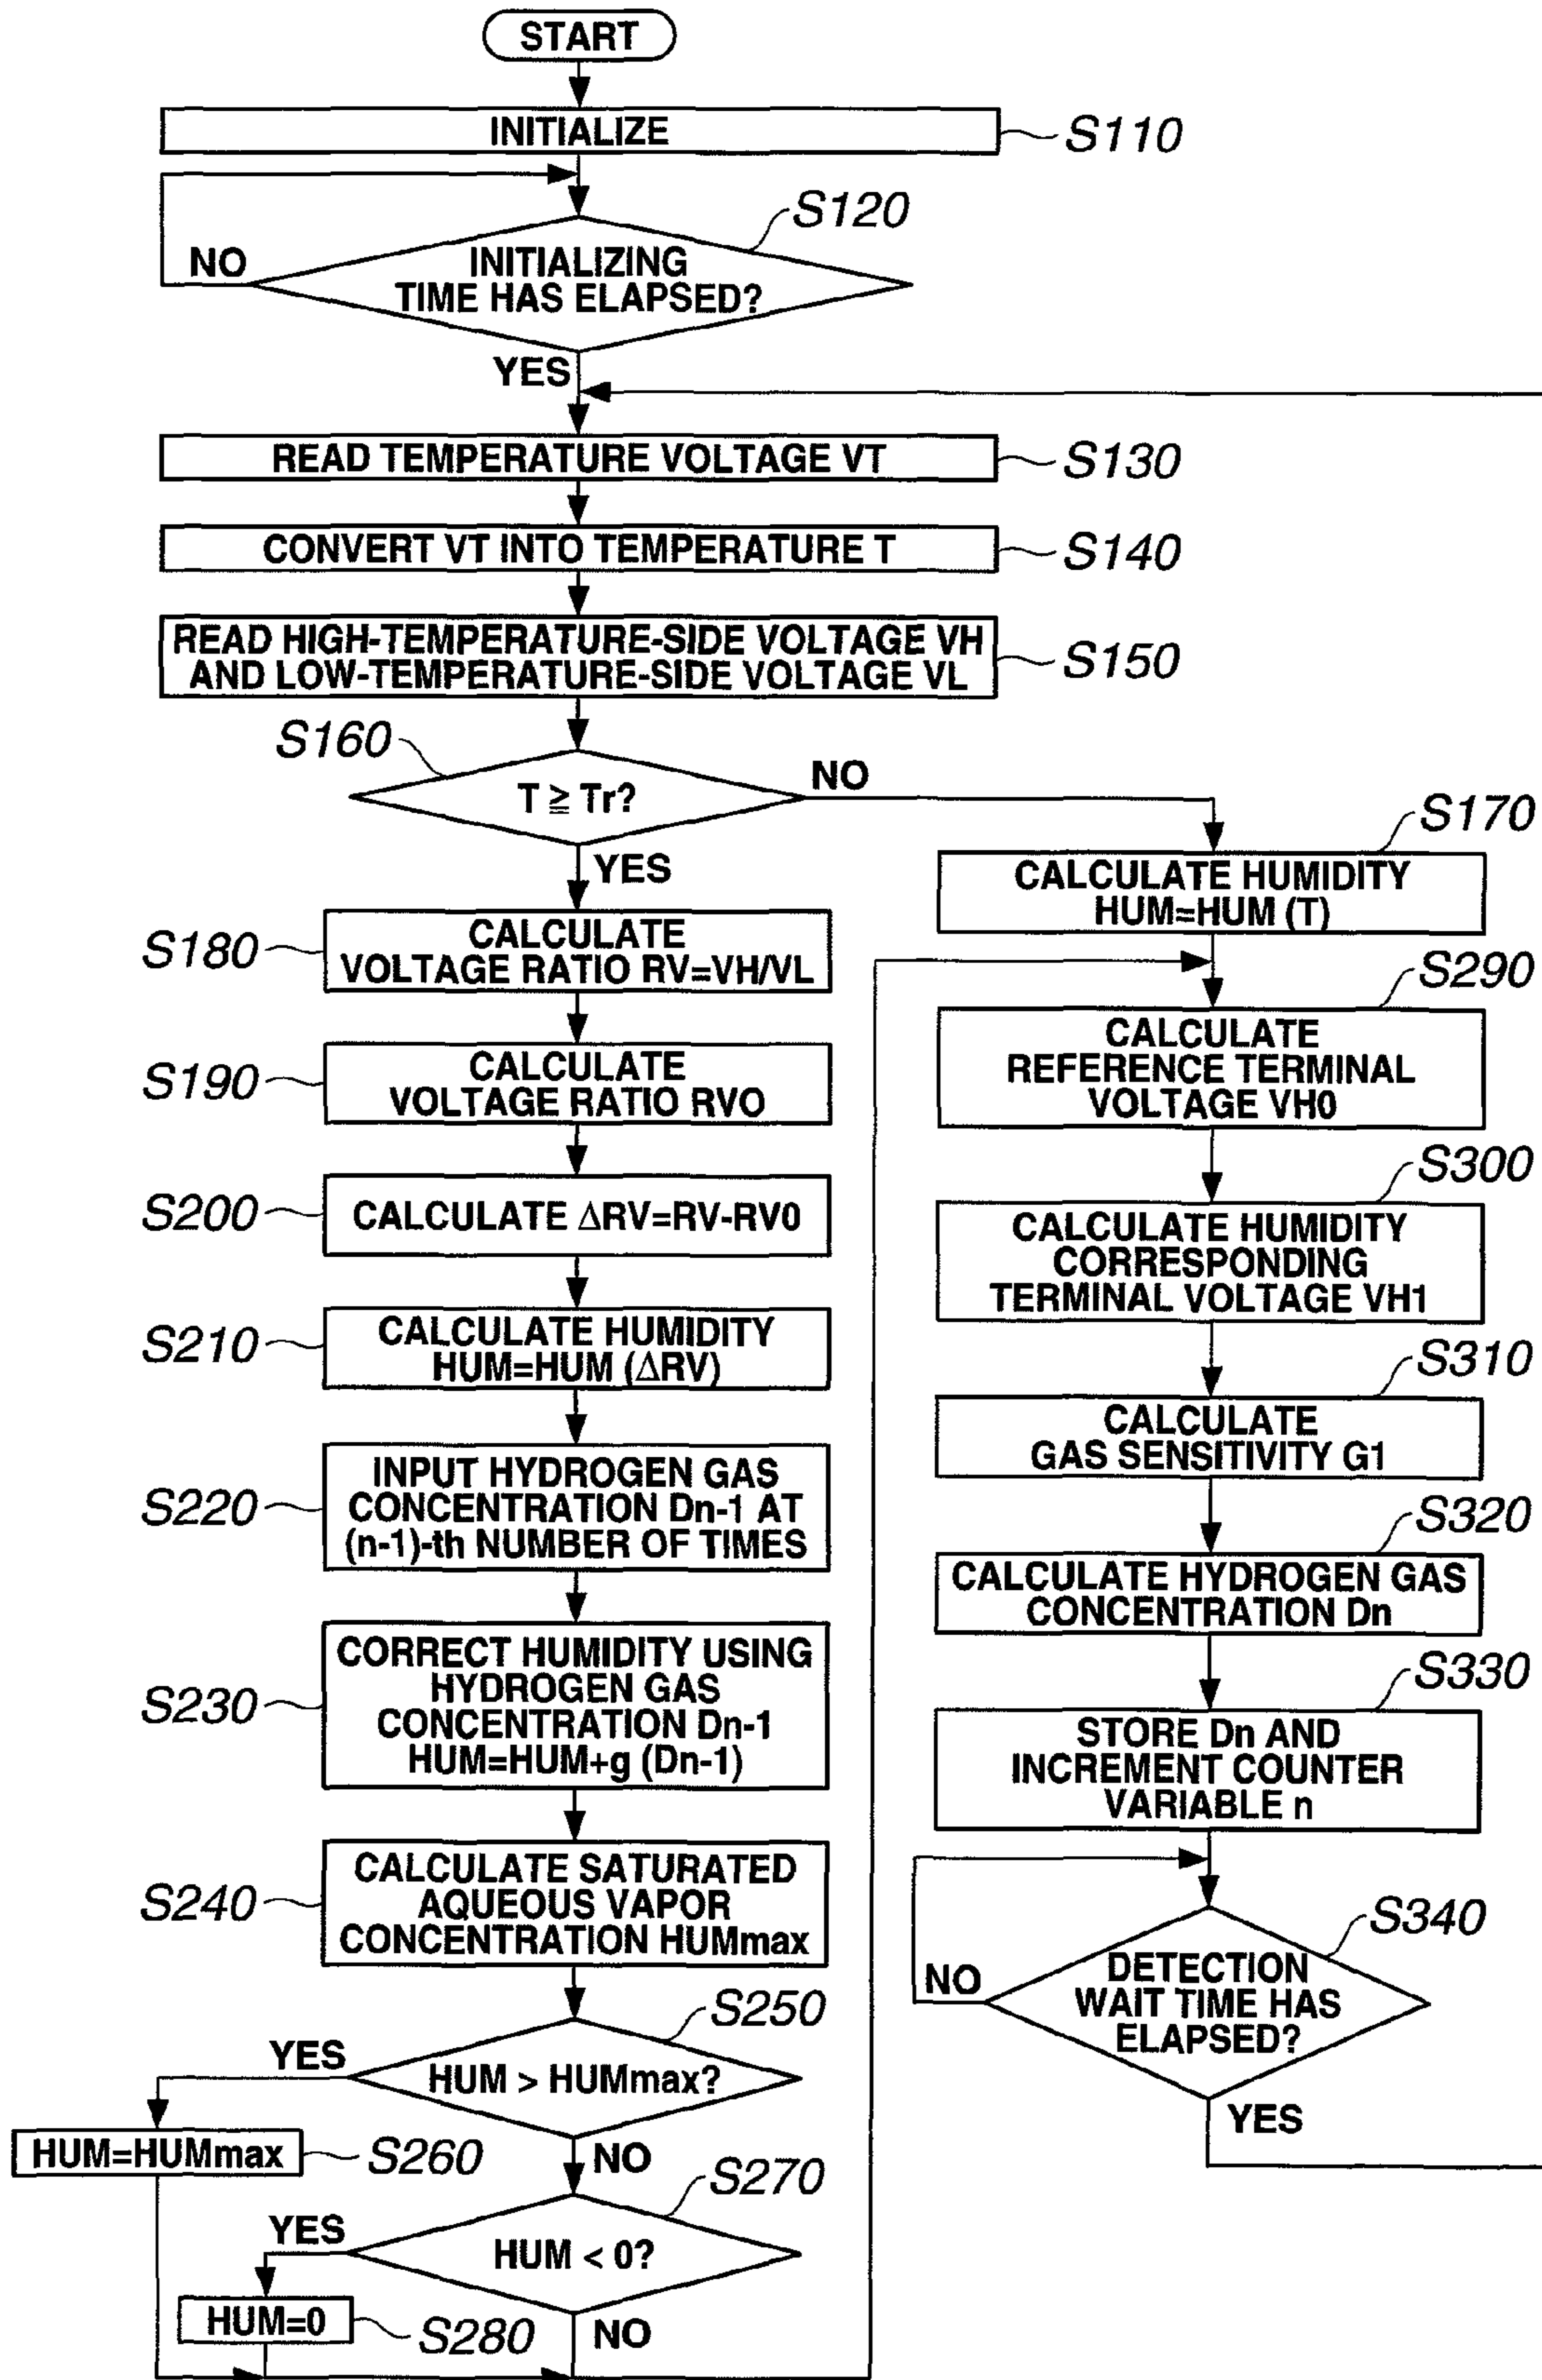 START
INITIALIZE
S110
S120
INITIALIZING
TIME HAS ELAPSED?
NO
YES
READ TEMPERATURE VOLTAGE VT
S130
CONVERT VT INTO TEMPERATURE T
S140
READ HIGH-TEMPERATURE-SIDE VOLTAGE VH
AND LOW-TEMPERATURE-SIDE VOLTAGE VL
S150
S160
T ≧ Tr?
NO
YES
S170
CALCULATE HUMIDITY
HUM=HUM (T)
S180
CALCULATE
VOLTAGE RATIO RV=VH/VL
S190
CALCULATE
VOLTAGE RATIO RVO
S200
CALCULATE ΔRV=RV-RV0
S210
CALCULATE HUMIDITY
HUM=HUM (ΔRV)
S220
INPUT HYDROGEN GAS
CONCENTRATION Dn-1 AT
(n-1)-th NUMBER OF TIMES
S230
CORRECT HUMIDITY USING
HYDROGEN GAS
CONCENTRATION Dn-1
HUM=HUM+g (Dn-1)
S240
CALCULATE SATURATED
AQUEOUS VAPOR
CONCENTRATION HUMmax
S250
YES
HUM > HUMmax?
HUM=HUMmax
S260
NO
S270
YES
HUM < 0?
HUM=0
S280
NO
S290
CALCULATE
REFERENCE TERMINAL
VOLTAGE VH0
S300
CALCULATE HUMIDITY
CORRESPONDING
TERMINAL VOLTAGE VH1
S310
CALCULATE
GAS SENSITIVITY G1
S320
CALCULATE HYDROGEN GAS
CONCENTRATION Dn
S330
STORE Dn AND
INCREMENT COUNTER
VARIABLE n
S340
NO
DETECTION
WAIT TIME HAS
ELAPSED?
YES